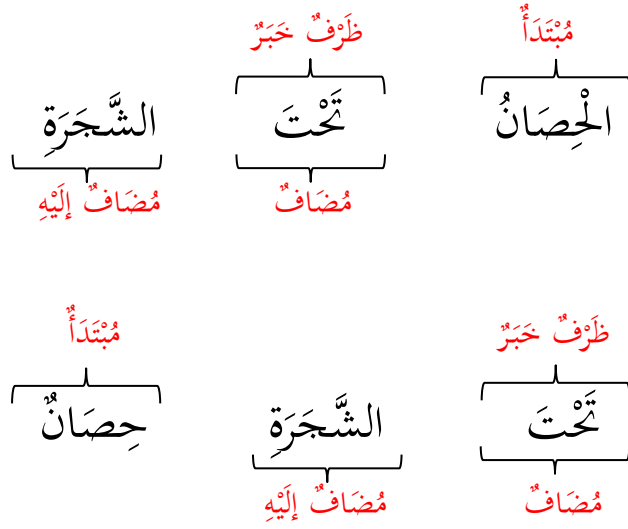 مُبْتَدَأٌ ظَرْفٌ خَبَرٌ
الْحِصَانُ تَحْتَ الشَّجَرَةِ
مُضَافٌ مُضَافٌ إِلَيْهِ
ظَرْفٌ خَبَرٌ مُبْتَدَأٌ
تَحْتَ الشَّجَرَةِ حِصَانٌ
مُضَافٌ مُضَافٌ إِلَيْهِ